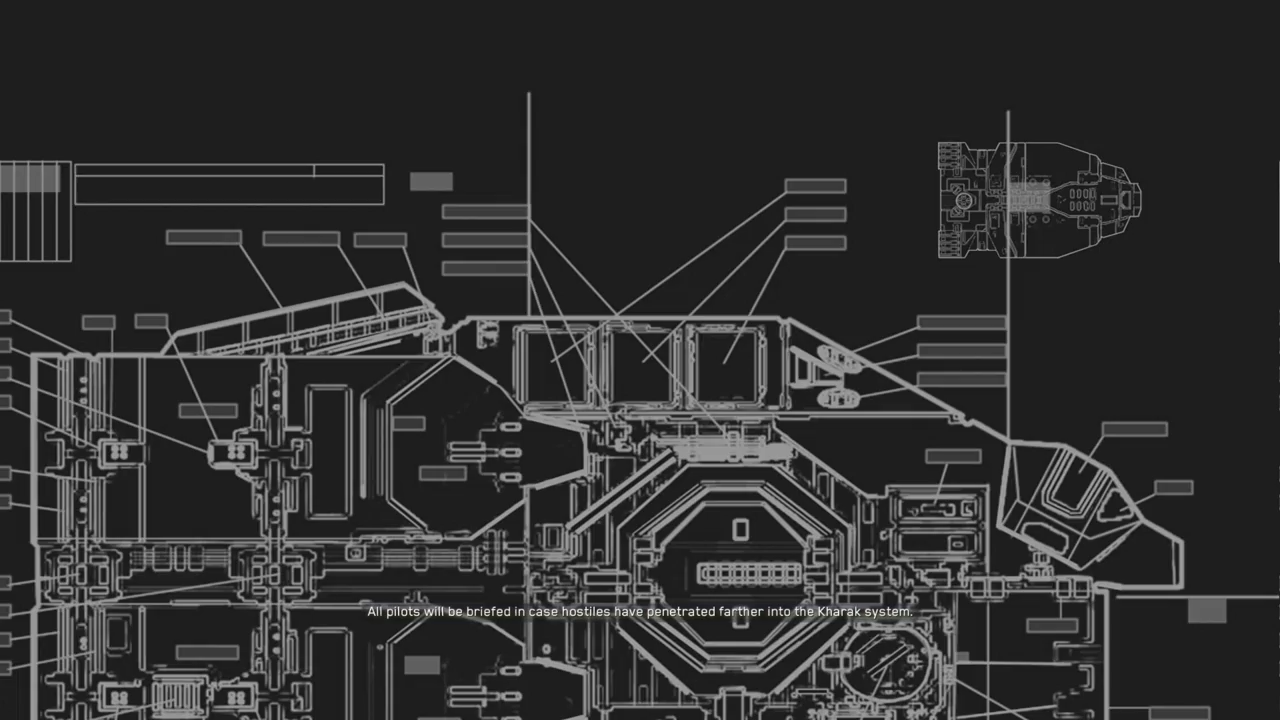 All pilots will be briefed in case hostiles have penetrated farther into the Kharak system.